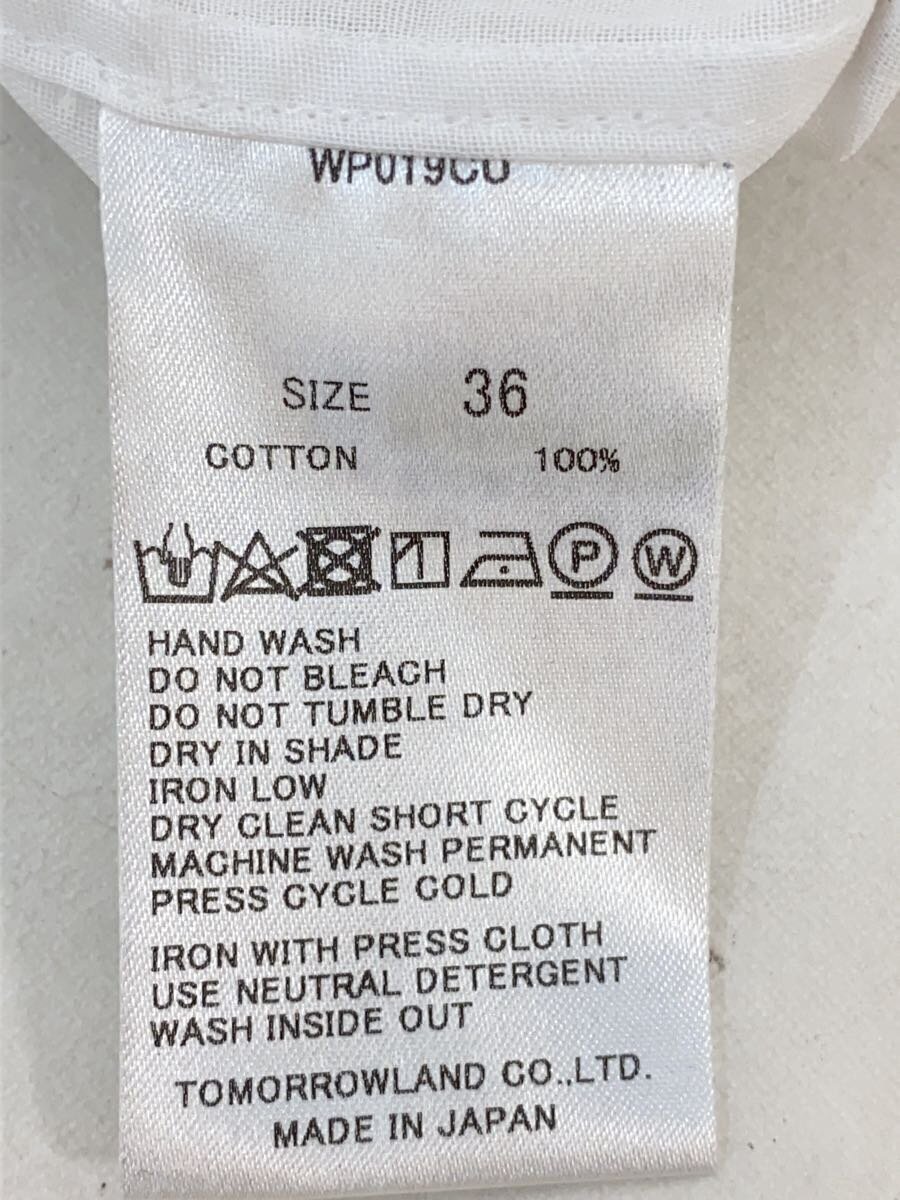 WP019CU
SIZE 36
COTTON 100%
P W
HAND WASH
DO NOT BLEACH
DO NOT TUMBLE DRY
DRY IN SHADE
IRON LOW
DRY CLEAN SHORT CYCLE
MACHINE WASH PERMANENT
PRESS CYCLE COLD
IRON WITH PRESS CLOTH
USE NEUTRAL DETERGENT
WASH INSIDE OUT
TOMORROWLAND CO.,LTD.
MADE IN JAPAN